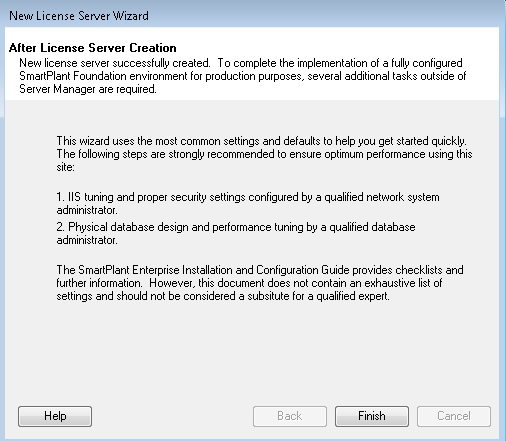 New License Server Wizard
After License Server Creation
New license server successfully created. To complete the implementation of a fully configured
SmartPlant Foundation environment for production purposes, several additional tasks outside of
Server Manager are required.
This wizard uses the most common settings and defaults to help you get started quickly.
The following steps are strongly recommended to ensure optimum performance using this
site:
1. IIS tuning and proper security settings configured by a qualified network system
administrator.
2. Physical database design and performance tuning by a qualified database
administrator.
The SmartPlant Enterprise Installation and Configuration Guide provides checklists and
further information. However, this document does not contain an exhaustive list of
settings and should not be considered a subsitute for a qualified expert.
Help
Back
Finish
Cancel